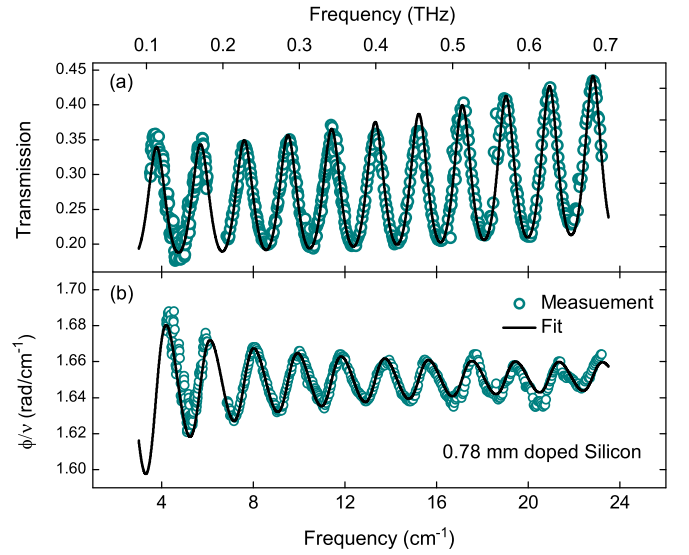 Frequency (THz)
0.1 0.2 0.3 0.4 0.5 0.6 0.7
(a)
Transmission
0.45
0.40
0.35
0.30
0.25
0.20
(b)
ϕ/ν (rad/cm⁻¹)
1.70
1.68
1.66
1.64
1.62
1.60
Measuement
Fit
0.78 mm doped Silicon
4 8 12 16 20 24
Frequency (cm⁻¹)